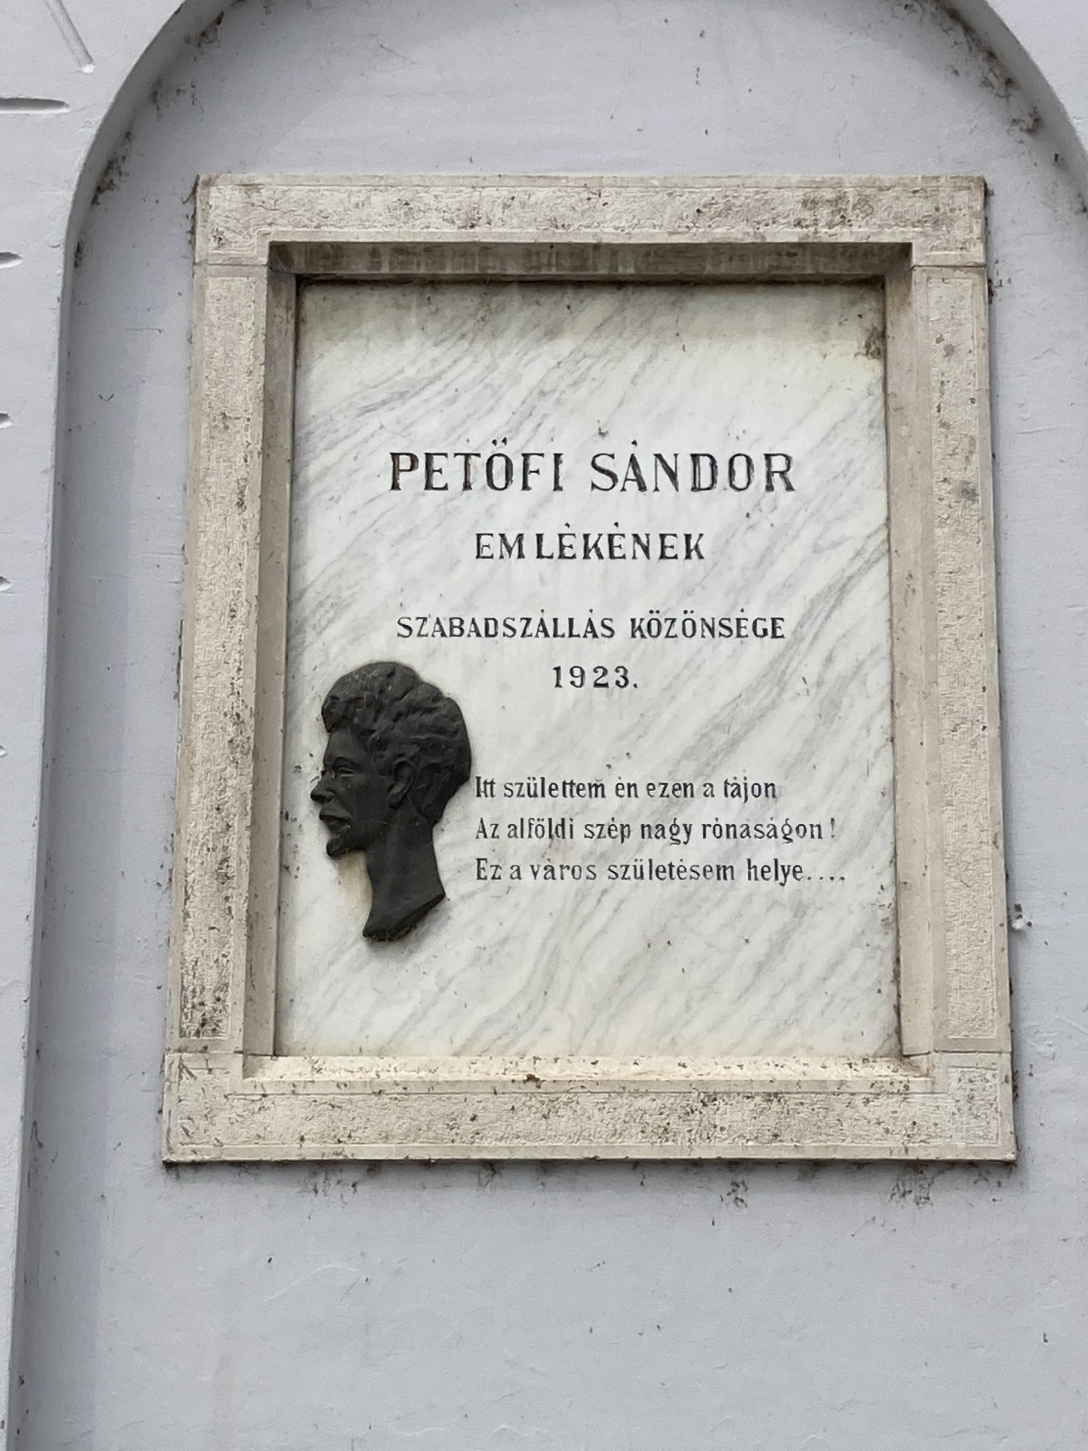 PETŐFI SÁNDOR
EMLÉKÉNEK
SZABADSZÁLLÁS KÖZÖNSÉGE
1923.
Itt születtem én ezen a tájon
Az alföldi szép nagy rónaságon!
Ez a város születésem helye....